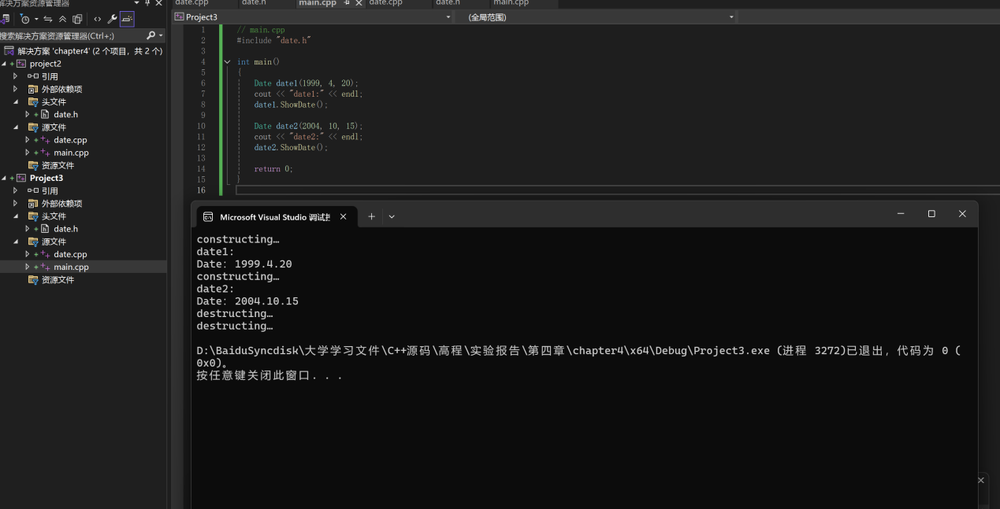 解决方案资源管理器
date.cpp date.h main.cpp date.cpp date.h main.cpp
搜索解决方案资源管理器(Ctrl+;)
Project3 (全局范围)
解决方案 'chapter4' (2 个项目，共 2 个)
project2
引用
外部依赖项
头文件
date.h
源文件
date.cpp
main.cpp
资源文件
Project3
引用
外部依赖项
头文件
date.h
源文件
date.cpp
main.cpp
资源文件
1 // main.cpp
2 #include "date.h"
3
4 int main()
5 {
6 Date date1(1999, 4, 20);
7 cout << "date1:" << endl;
8 date1.ShowDate();
9
10 Date date2(2004, 10, 15);
11 cout << "date2:" << endl;
12 date2.ShowDate();
13
14 return 0;
15 }
16
Microsoft Visual Studio 调试
constructing…
date1:
Date: 1999.4.20
constructing…
date2:
Date: 2004.10.15
destructing…
destructing…
D:\BaiduSyncdisk\大学学习文件\C++源码\高程\实验报告\第四章\chapter4\x64\Debug\Project3.exe (进程 3272)已退出，代码为 0 (
0x0)。
按任意键关闭此窗口. . .